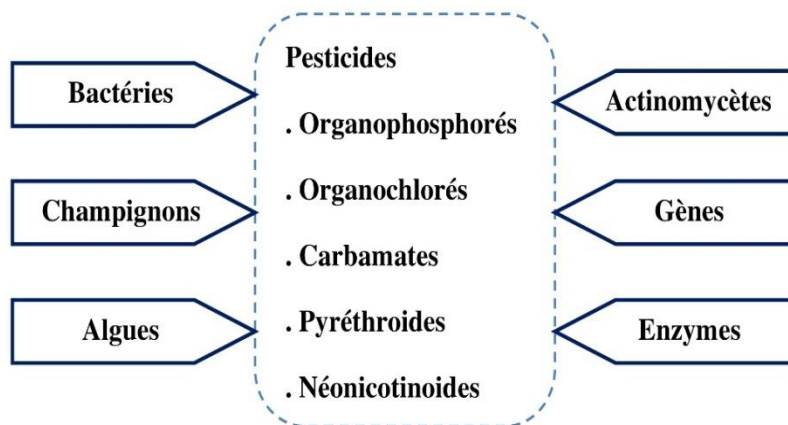 Bactéries
Champignons
Algues
Pesticides
. Organophosphorés
. Organochlorés
. Carbamates
. Pyréthroides
. Néonicotinoides
Actinomycètes
Gènes
Enzymes